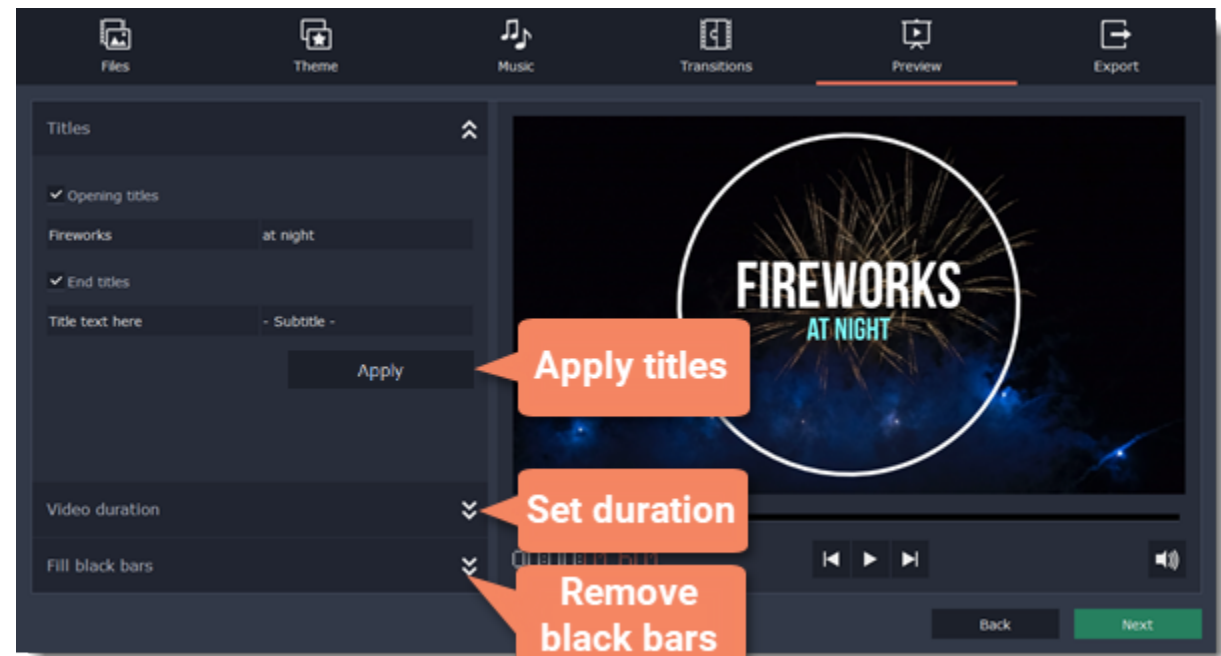 Files Theme Music Transitions Preview Export
Titles
Opening titles
Fireworks at night
End titles
Title text here - Subtitle -
Apply
Video duration
Fill black bars
FIREWORKS
AT NIGHT
Apply titles
Set duration
Remove
black bars
Back Next